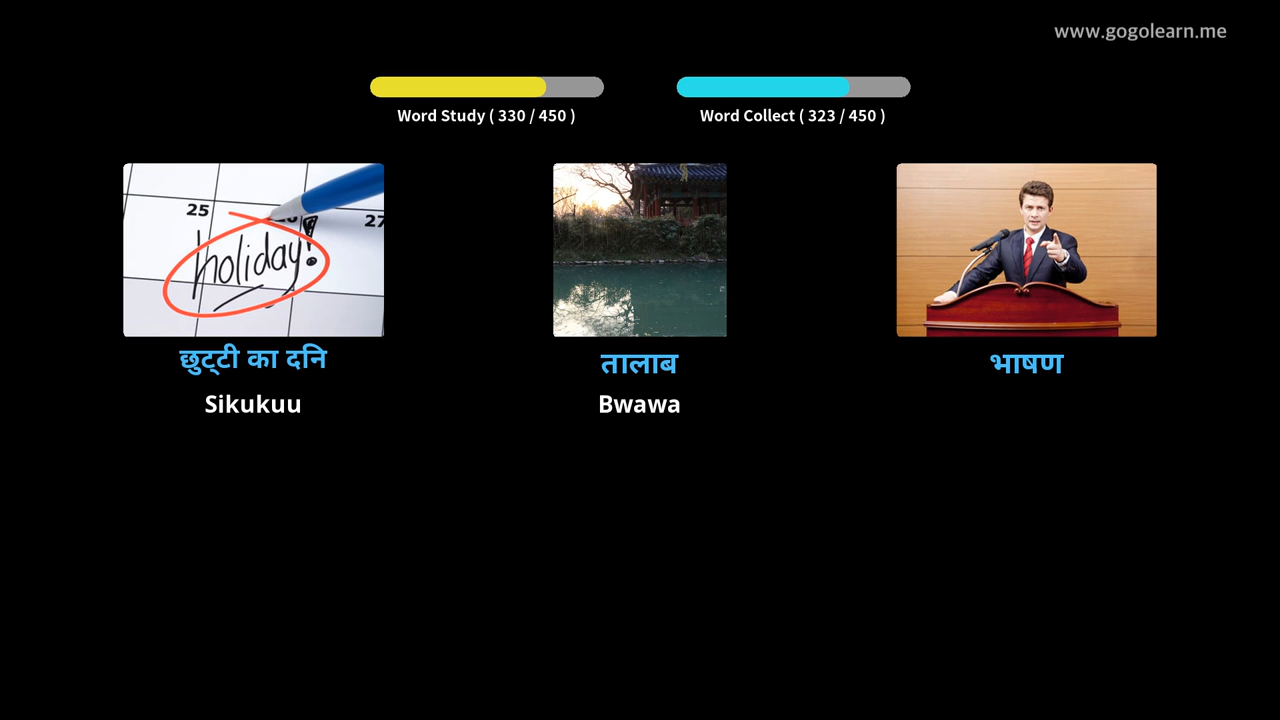 www.gogolearn.me
Word Study ( 330 / 450 )
Word Collect ( 323 / 450 )
25
27
holiday!
छुट्टी का दनि
तालाब
भाषण
Sikukuu
Bwawa